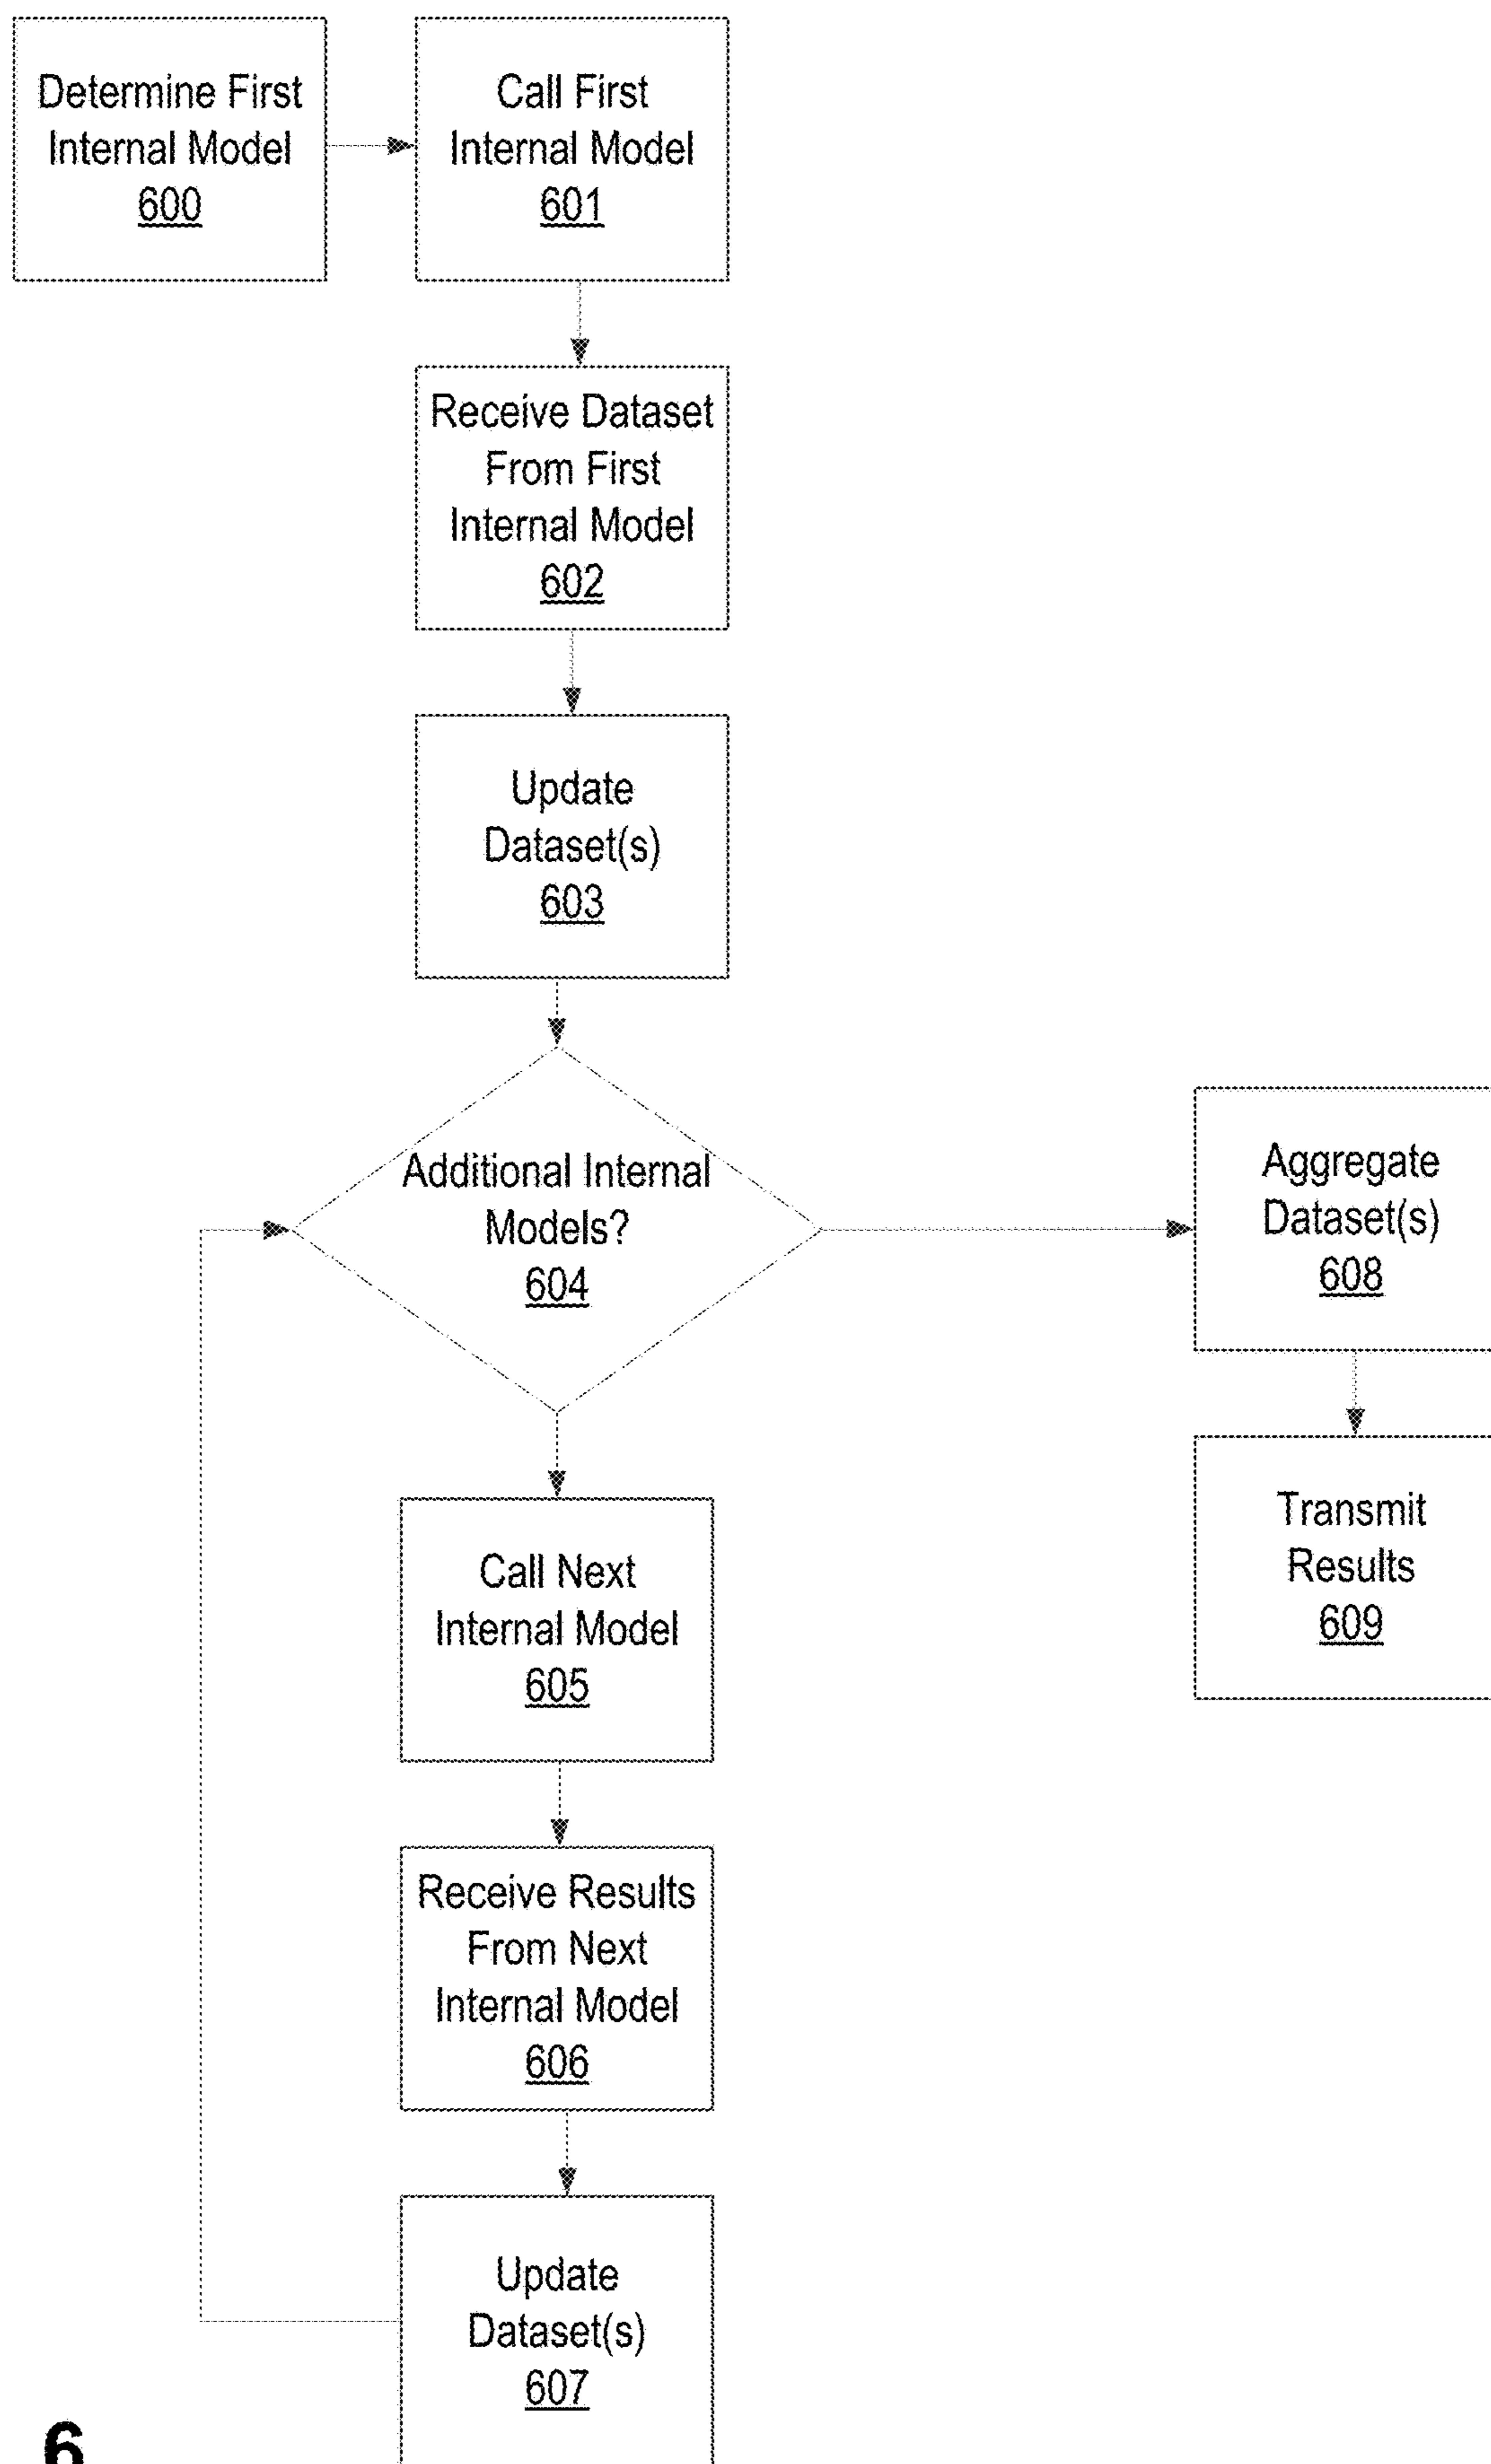 Determine First
Internal Model
600
Call First
Internal Model
601
Receive Dataset
From First
Internal Model
602
Update
Dataset(s)
603
Additional Internal
Models?
604
Aggregate
Dataset(s)
608
Transmit
Results
609
Call Next
Internal Model
605
Receive Results
From Next
Internal Model
606
Update
Dataset(s)
607
6